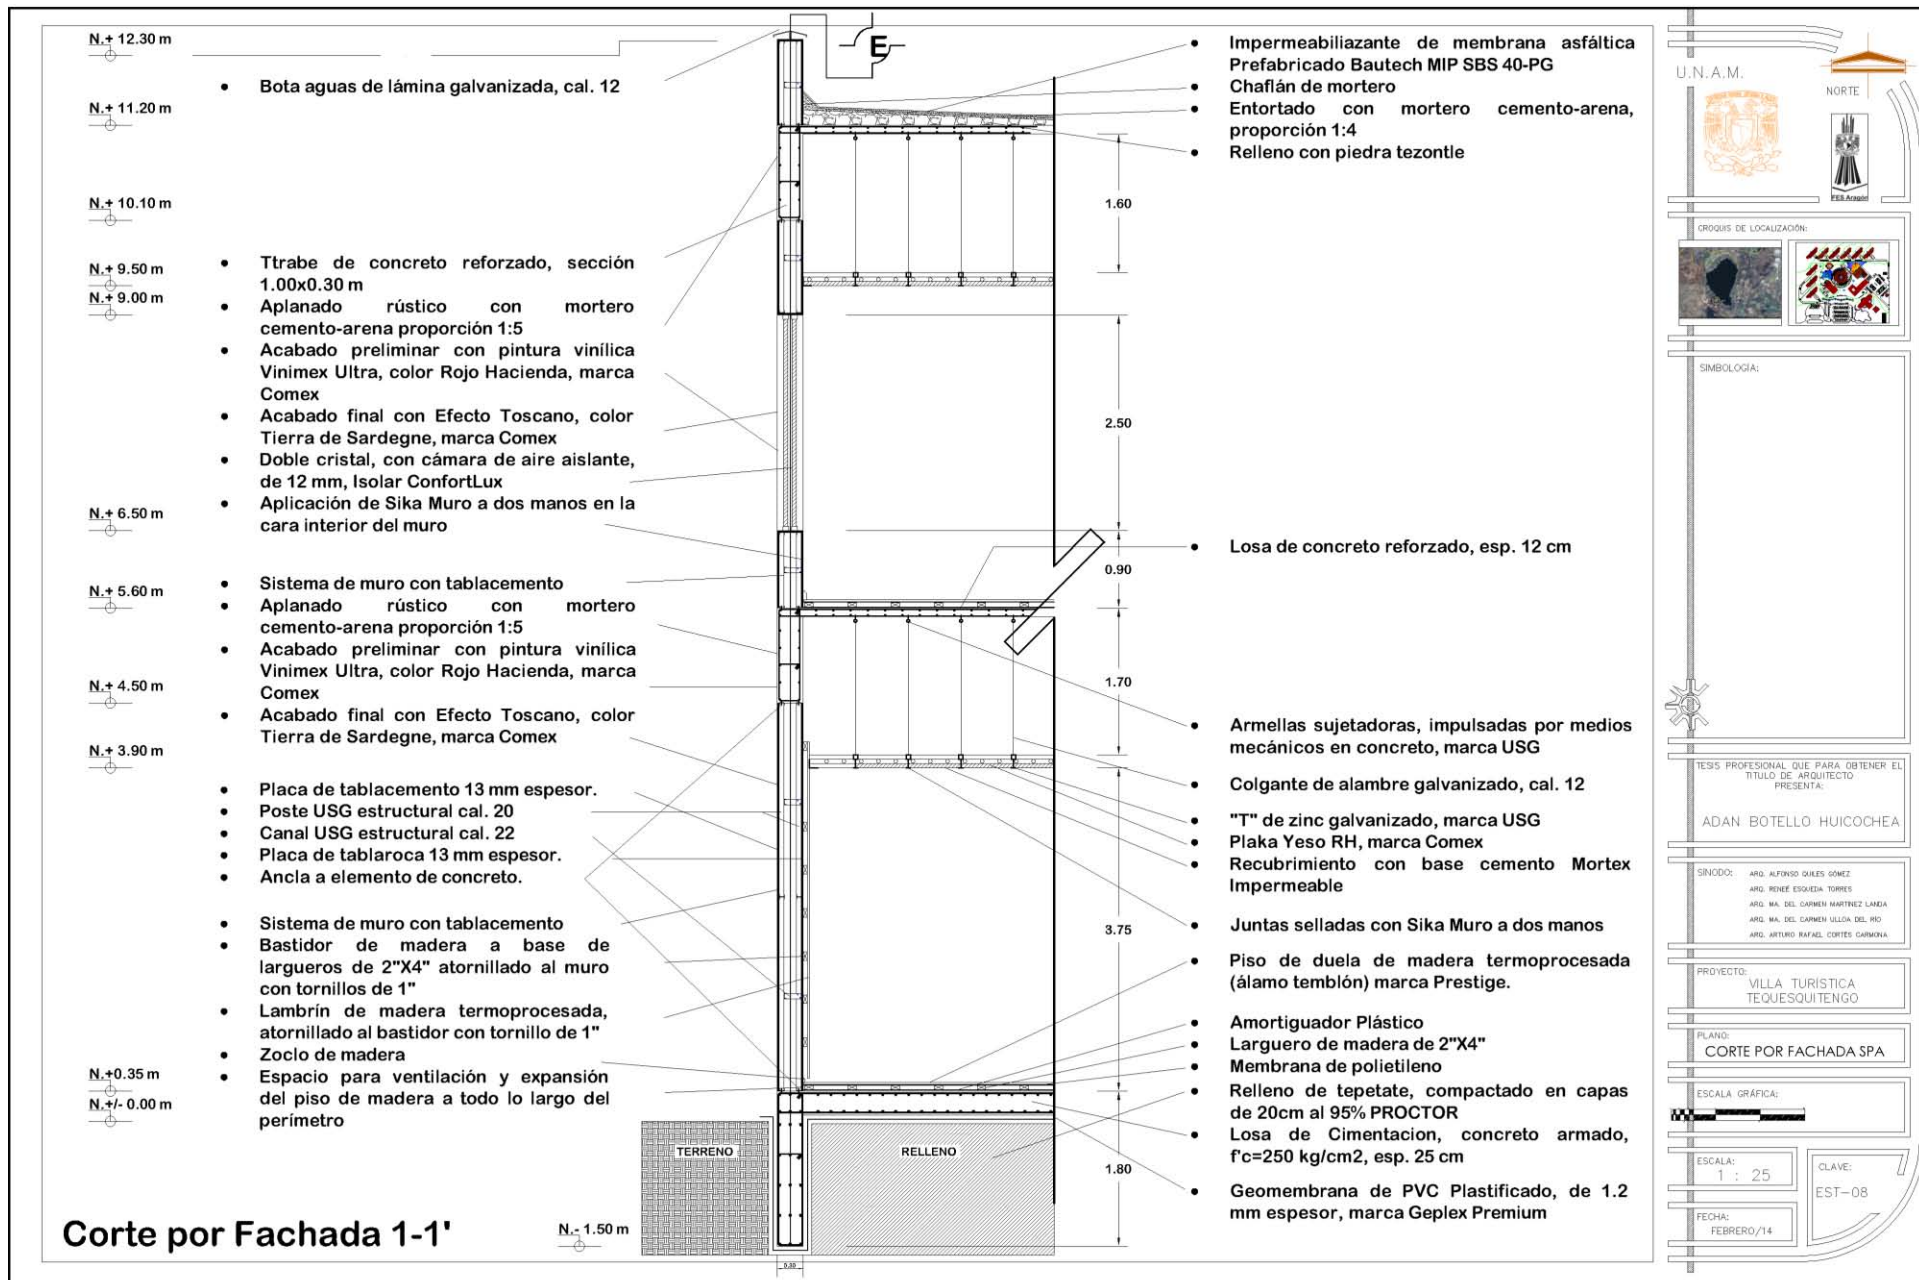 N.+ 12.30 m
N.+ 11.20 m
N.+ 10.10 m
N.+ 9.50 m
N.+ 9.00 m
N.+ 6.50 m
N.+ 5.60 m
N.+ 4.50 m
N.+ 3.90 m
N.+0.35 m
N.+/- 0.00 m
N.- 1.50 m
• Bota aguas de lámina galvanizada, cal. 12
• Ttrabe de concreto reforzado, sección
1.00x0.30 m
• Aplanado rústico con mortero
cemento-arena proporción 1:5
• Acabado preliminar con pintura vinílica
Vinimex Ultra, color Rojo Hacienda, marca
Comex
• Acabado final con Efecto Toscano, color
Tierra de Sardegne, marca Comex
• Doble cristal, con cámara de aire aislante,
de 12 mm, Isolar ConfortLux
• Aplicación de Sika Muro a dos manos en la
cara interior del muro
• Sistema de muro con tablacemento
• Aplanado rústico con mortero
cemento-arena proporción 1:5
• Acabado preliminar con pintura vinílica
Vinimex Ultra, color Rojo Hacienda, marca
Comex
• Acabado final con Efecto Toscano, color
Tierra de Sardegne, marca Comex
• Placa de tablacemento 13 mm espesor.
• Poste USG estructural cal. 20
• Canal USG estructural cal. 22
• Placa de tablaroca 13 mm espesor.
• Ancla a elemento de concreto.
• Sistema de muro con tablacemento
• Bastidor de madera a base de
largueros de 2"X4" atornillado al muro
con tornillos de 1"
• Lambrín de madera termoprocesada,
atornillado al bastidor con tornillo de 1"
• Zoclo de madera
• Espacio para ventilación y expansión
del piso de madera a todo lo largo del
perímetro
Corte por Fachada 1-1'
E
1.60
2.50
0.90
1.70
3.75
1.80
TERRENO
RELLENO
0.30
• Impermeabiliazante de membrana asfáltica
Prefabricado Bautech MIP SBS 40-PG
• Chaflán de mortero
• Entortado con mortero cemento-arena,
proporción 1:4
• Relleno con piedra tezontle
• Losa de concreto reforzado, esp. 12 cm
• Armellas sujetadoras, impulsadas por medios
mecánicos en concreto, marca USG
• Colgante de alambre galvanizado, cal. 12
• "T" de zinc galvanizado, marca USG
• Plaka Yeso RH, marca Comex
• Recubrimiento con base cemento Mortex
Impermeable
• Juntas selladas con Sika Muro a dos manos
• Piso de duela de madera termoprocesada
(álamo temblón) marca Prestige.
• Amortiguador Plástico
• Larguero de madera de 2"X4"
• Membrana de polietileno
• Relleno de tepetate, compactado en capas
de 20cm al 95% PROCTOR
• Losa de Cimentacion, concreto armado,
f'c=250 kg/cm2, esp. 25 cm
• Geomembrana de PVC Plastificado, de 1.2
mm espesor, marca Geplex Premium
U.N.A.M.
NORTE
FES Aragón
CROQUIS DE LOCALIZACIÓN:
SIMBOLOGÍA:
TESIS PROFESIONAL QUE PARA OBTENER EL
TITULO DE ARQUITECTO
PRESENTA:
ADAN BOTELLO HUICOCHEA
SÍNODO:
ARQ. ALFONSO QUILES GÓMEZ
ARQ. RENEÉ ESQUEDA TORRES
ARQ. MA. DEL CARMEN MARTÍNEZ LANDA
ARQ. MA. DEL CARMEN ULLOA DEL RÍO
ARQ. ARTURO RAFAEL CORTÉS CARMONA
PROYECTO:
VILLA TURÍSTICA
TEQUESQUITENGO
PLANO:
CORTE POR FACHADA SPA
ESCALA GRÁFICA:
ESCALA:
1 : 25
CLAVE:
EST-08
FECHA:
FEBRERO/14